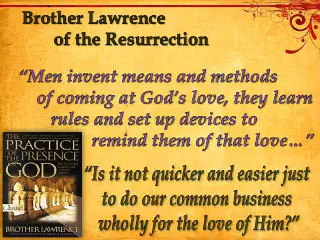 Brother Lawrence
of the Resurrection
“Men invent means and methods
of coming at God’s love, they learn
rules and set up devices to
remind them of that love…”
THE
PRACTICE
OF THE
PRESENCE
OF
GOD
BROTHER LAWRENCE
“Is it not quicker and easier just
to do our common business
wholly for the love of Him?”